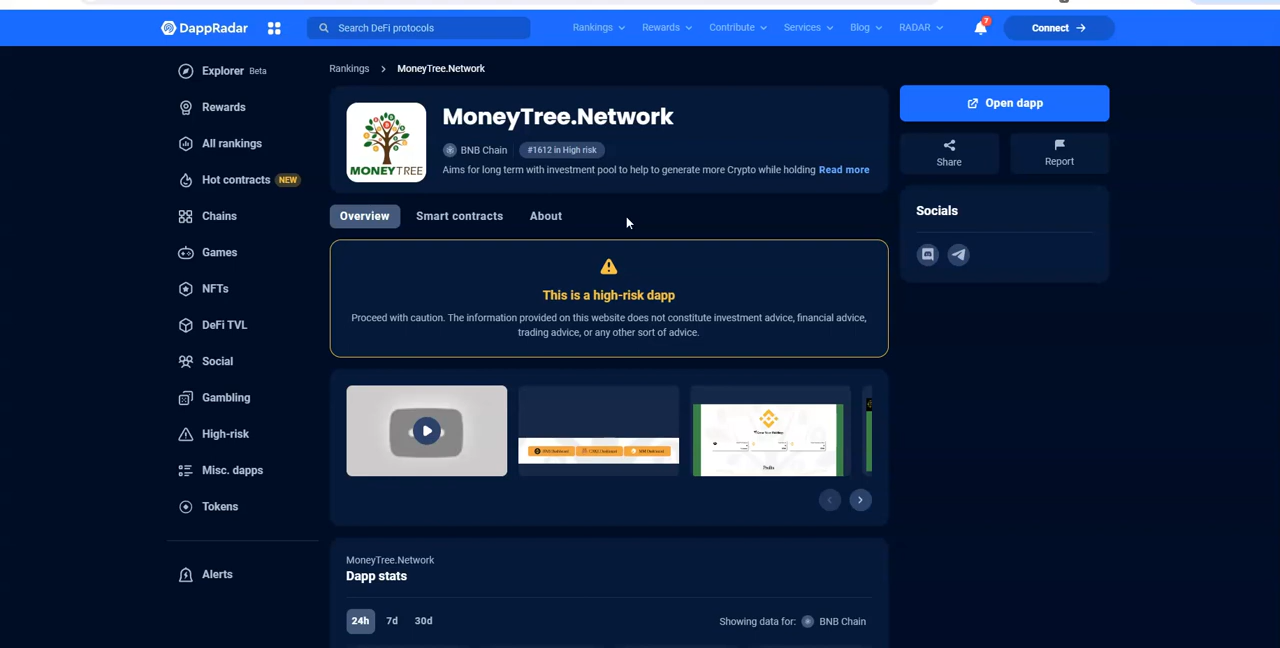 DappRadar
Search DeFi protocols
Rankings
Rewards
Contribute
Services
Blog
RADAR
7
Connect →
Explorer Beta
Rewards
All rankings
Hot contracts NEW
Chains
Games
NFTs
DeFi TVL
Social
Gambling
High-risk
Misc. dapps
Tokens
Alerts
Rankings > MoneyTree.Network
MONEYTREE
MoneyTree.Network
BNB Chain #1612 in High risk
Aims for long term with investment pool to help to generate more Crypto while holding Read more
Overview Smart contracts About
This is a high-risk dapp
Proceed with caution. The information provided on this website does not constitute investment advice, financial advice,
trading advice, or any other sort of advice.
MoneyTree.Network
Dapp stats
24h 7d 30d
Showing data for: BNB Chain
Open dapp
Share
Report
Socials